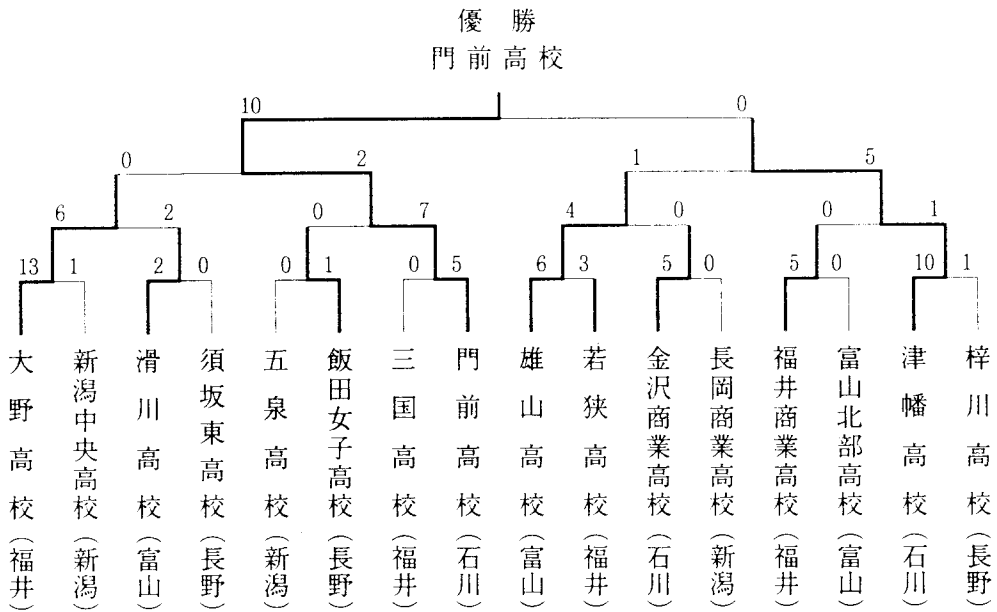 優勝
門前高校
10 0
0 2 1 5
6 2 0 7 4 0 0 1
13 1 2 0 0 1 0 5 6 3 5 0 5 0 10 1
大野高校(福井)
新潟中央高校(新潟)
滑川高校(富山)
須坂東高校(長野)
五泉高校(新潟)
飯田女子高校(長野)
三国高校(福井)
門前高校(石川)
雄山高校(富山)
若狭高校(福井)
金沢商業高校(石川)
長岡商業高校(新潟)
福井商業高校(福井)
富山北部高校(富山)
津幡高校(石川)
梓川高校(長野)